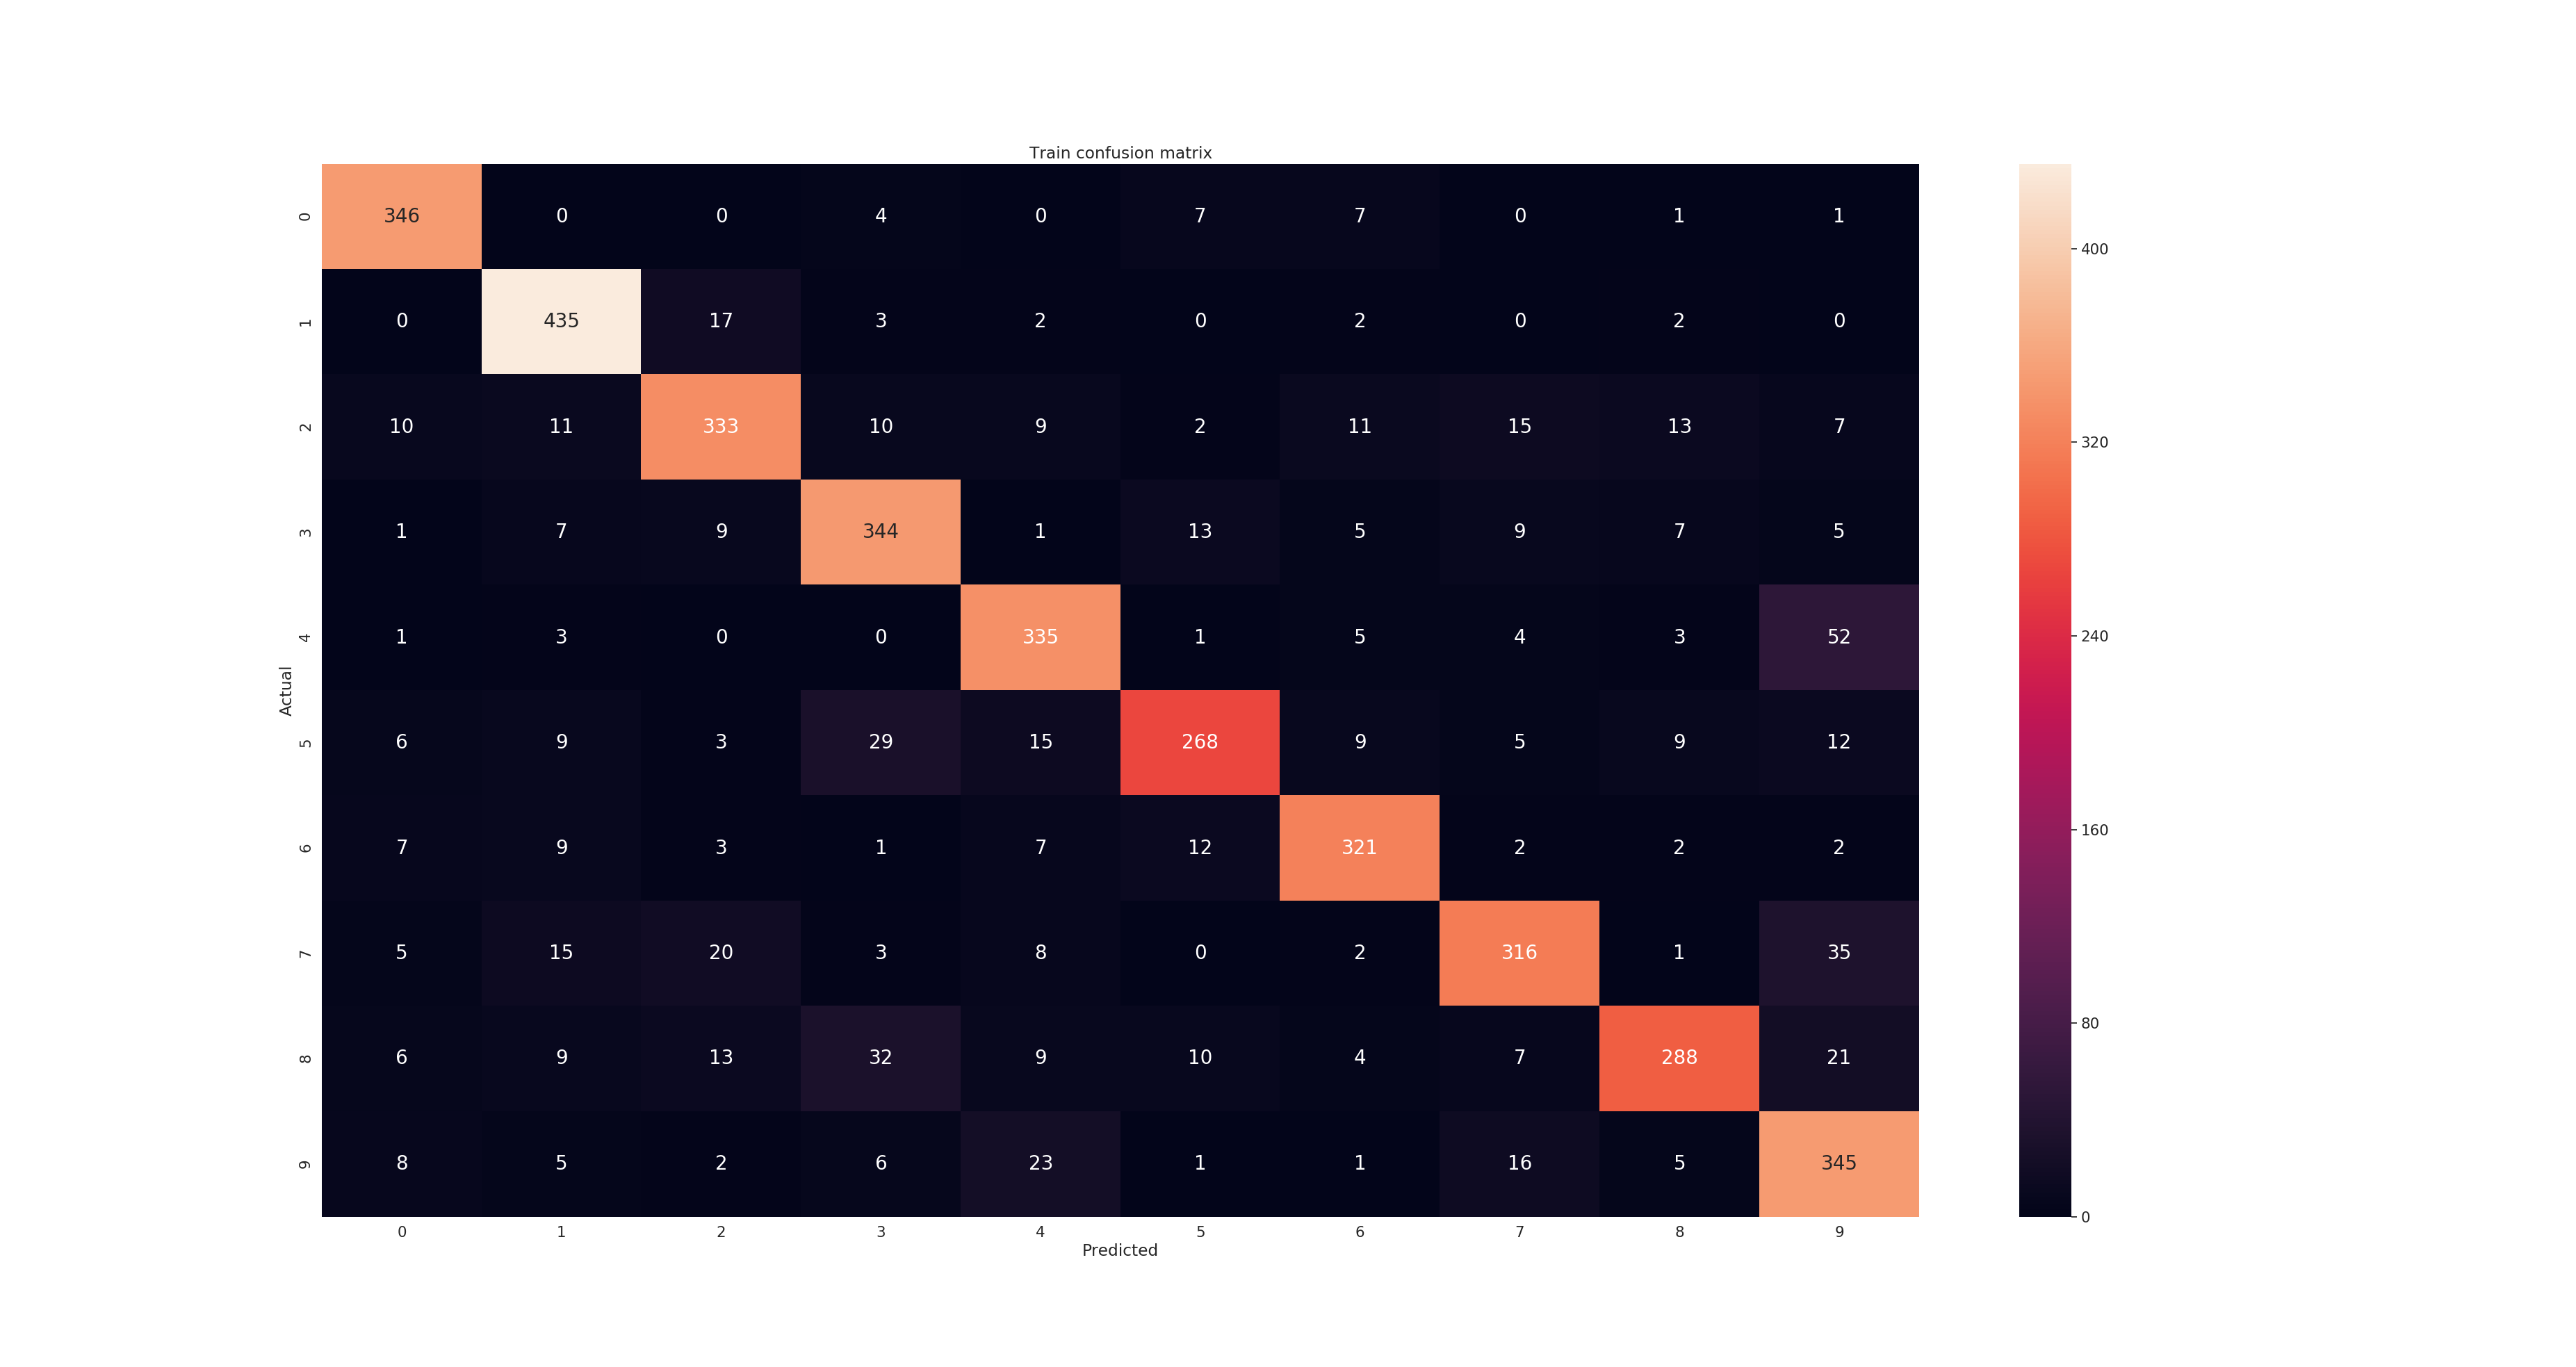 Train confusion matrix
0 346 0 0 4 0 7 7 0 1 1
400
1 0 435 17 3 2 0 2 0 2 0
2 10 11 333 10 9 2 11 15 13 7
320
3 1 7 9 344 1 13 5 9 7 5
4 1 3 0 0 335 1 5 4 3 52
240
Actual
5 6 9 3 29 15 268 9 5 9 12
6 7 9 3 1 7 12 321 2 2 2
160
7 5 15 20 3 8 0 2 316 1 35
80
8 6 9 13 32 9 10 4 7 288 21
9 8 5 2 6 23 1 1 16 5 345
0
0 1 2 3 4 5 6 7 8 9
Predicted